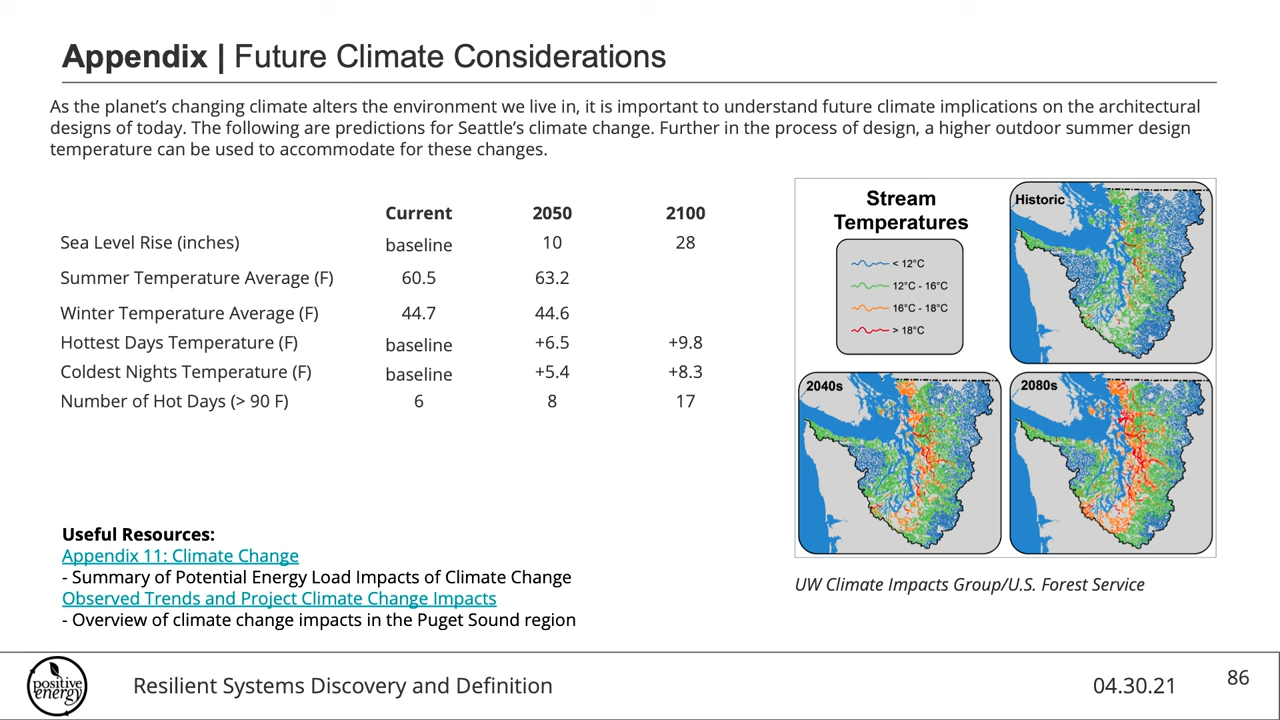 Appendix | Future Climate Considerations
As the planet's changing climate alters the environment we live in, it is important to understand future climate implications on the architectural
designs of today. The following are predictions for Seattle's climate change. Further in the process of design, a higher outdoor summer design
temperature can be used to accommodate for these changes.
Current 2050 2100
Sea Level Rise (inches) baseline 10 28
Summer Temperature Average (F) 60.5 63.2
Winter Temperature Average (F) 44.7 44.6
Hottest Days Temperature (F) baseline +6.5 +9.8
Coldest Nights Temperature (F) baseline +5.4 +8.3
Number of Hot Days (> 90 F) 6 8 17
Stream
Temperatures
< 12°C
12°C - 16°C
16°C - 18°C
> 18°C
Historic
2040s
2080s
UW Climate Impacts Group/U.S. Forest Service
Useful Resources:
Appendix 11: Climate Change
- Summary of Potential Energy Load Impacts of Climate Change
Observed Trends and Project Climate Change Impacts
- Overview of climate change impacts in the Puget Sound region
positive
energy
Resilient Systems Discovery and Definition
04.30.21
86